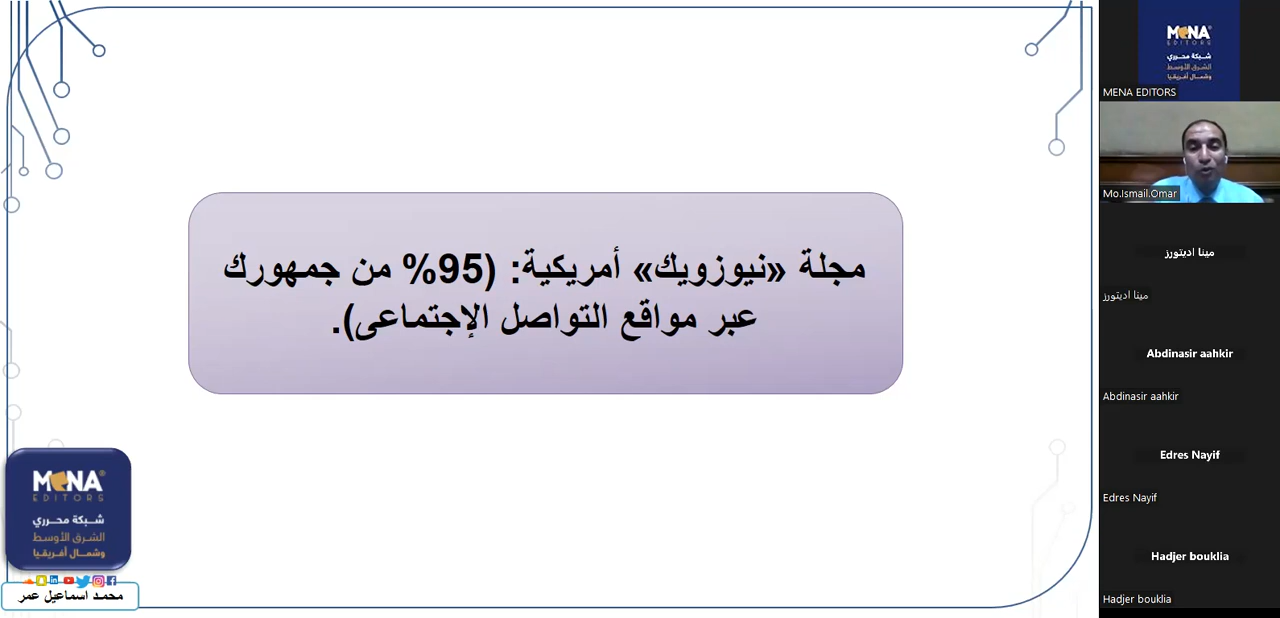 مجلة «نيوزويك» أمريكية: (95% من جمهورك
عبر مواقع التواصل الإجتماعى).
MENA
EDITORS
شبكة محرري
الشرق الأوسط
وشمال أفريقيا
محمد اسماعيل عمر
MENA
EDITORS
شبكة محرري
الشرق الأوسط
وشمال أفريقيا
MENA EDITORS
Mo.Ismail.Omar
مينا اديتورز
مينا اديتورز
Abdinasir aahkir
Abdinasir aahkir
Edres Nayif
Edres Nayif
Hadjer bouklia
Hadjer bouklia